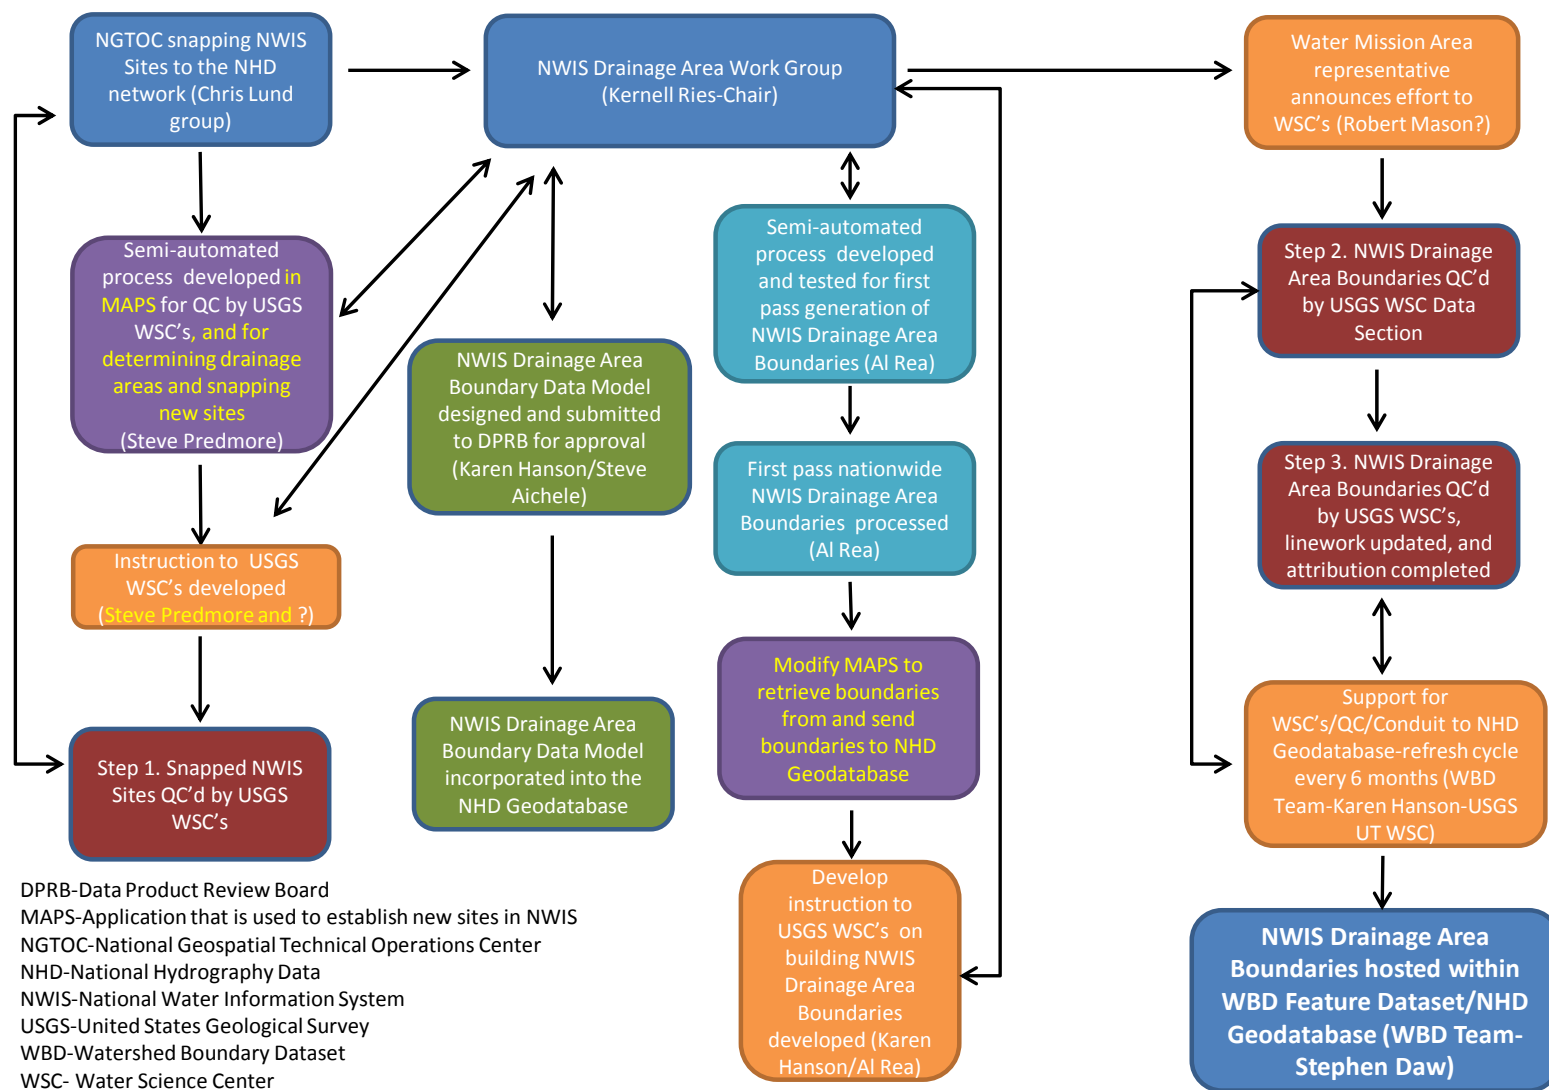 NGTOC snapping NWIS
Sites to the NHD
network (Chris Lund
group)
NWIS Drainage Area Work Group
(Kernell Ries-Chair)
Water Mission Area
representative
announces effort to
WSC's (Robert Mason?)
Semi-automated
process developed in
MAPS for QC by USGS
WSC's, and for
determining drainage
areas and snapping
new sites
(Steve Predmore)
Instruction to USGS
WSC's developed
(Steve Predmore and ?)
Step 1. Snapped NWIS
Sites QC'd by USGS
WSC's
NWIS Drainage Area
Boundary Data Model
designed and submitted
to DPRB for approval
(Karen Hanson/Steve
Aichele)
NWIS Drainage Area
Boundary Data Model
incorporated into the
NHD Geodatabase
Semi-automated
process developed
and tested for first
pass generation of
NWIS Drainage Area
Boundaries (Al Rea)
First pass nationwide
NWIS Drainage Area
Boundaries processed
(Al Rea)
Modify MAPS to
retrieve boundaries
from and send
boundaries to NHD
Geodatabase
Develop
instruction to
USGS WSC's on
building NWIS
Drainage Area
Boundaries
developed (Karen
Hanson/Al Rea)
Step 2. NWIS Drainage
Area Boundaries QC'd
by USGS WSC Data
Section
Step 3. NWIS Drainage
Area Boundaries QC'd
by USGS WSC's,
linework updated, and
attribution completed
Support for
WSC's/QC/Conduit to NHD
Geodatabase-refresh cycle
every 6 months (WBD
Team-Karen Hanson-USGS
UT WSC)
NWIS Drainage Area
Boundaries hosted within
WBD Feature Dataset/NHD
Geodatabase (WBD Team-
Stephen Daw)
DPRB-Data Product Review Board
MAPS-Application that is used to establish new sites in NWIS
NGTOC-National Geospatial Technical Operations Center
NHD-National Hydrography Data
NWIS-National Water Information System
USGS-United States Geological Survey
WBD-Watershed Boundary Dataset
WSC- Water Science Center